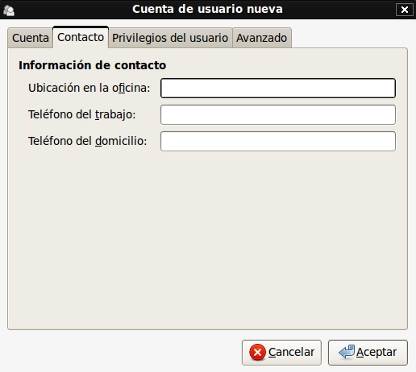 Cuenta de usuario nueva
Cuenta Contacto Privilegios del usuario Avanzado
Información de contacto
Ubicación en la oficina:
Teléfono del trabajo:
Teléfono del domicilio:
Cancelar Aceptar